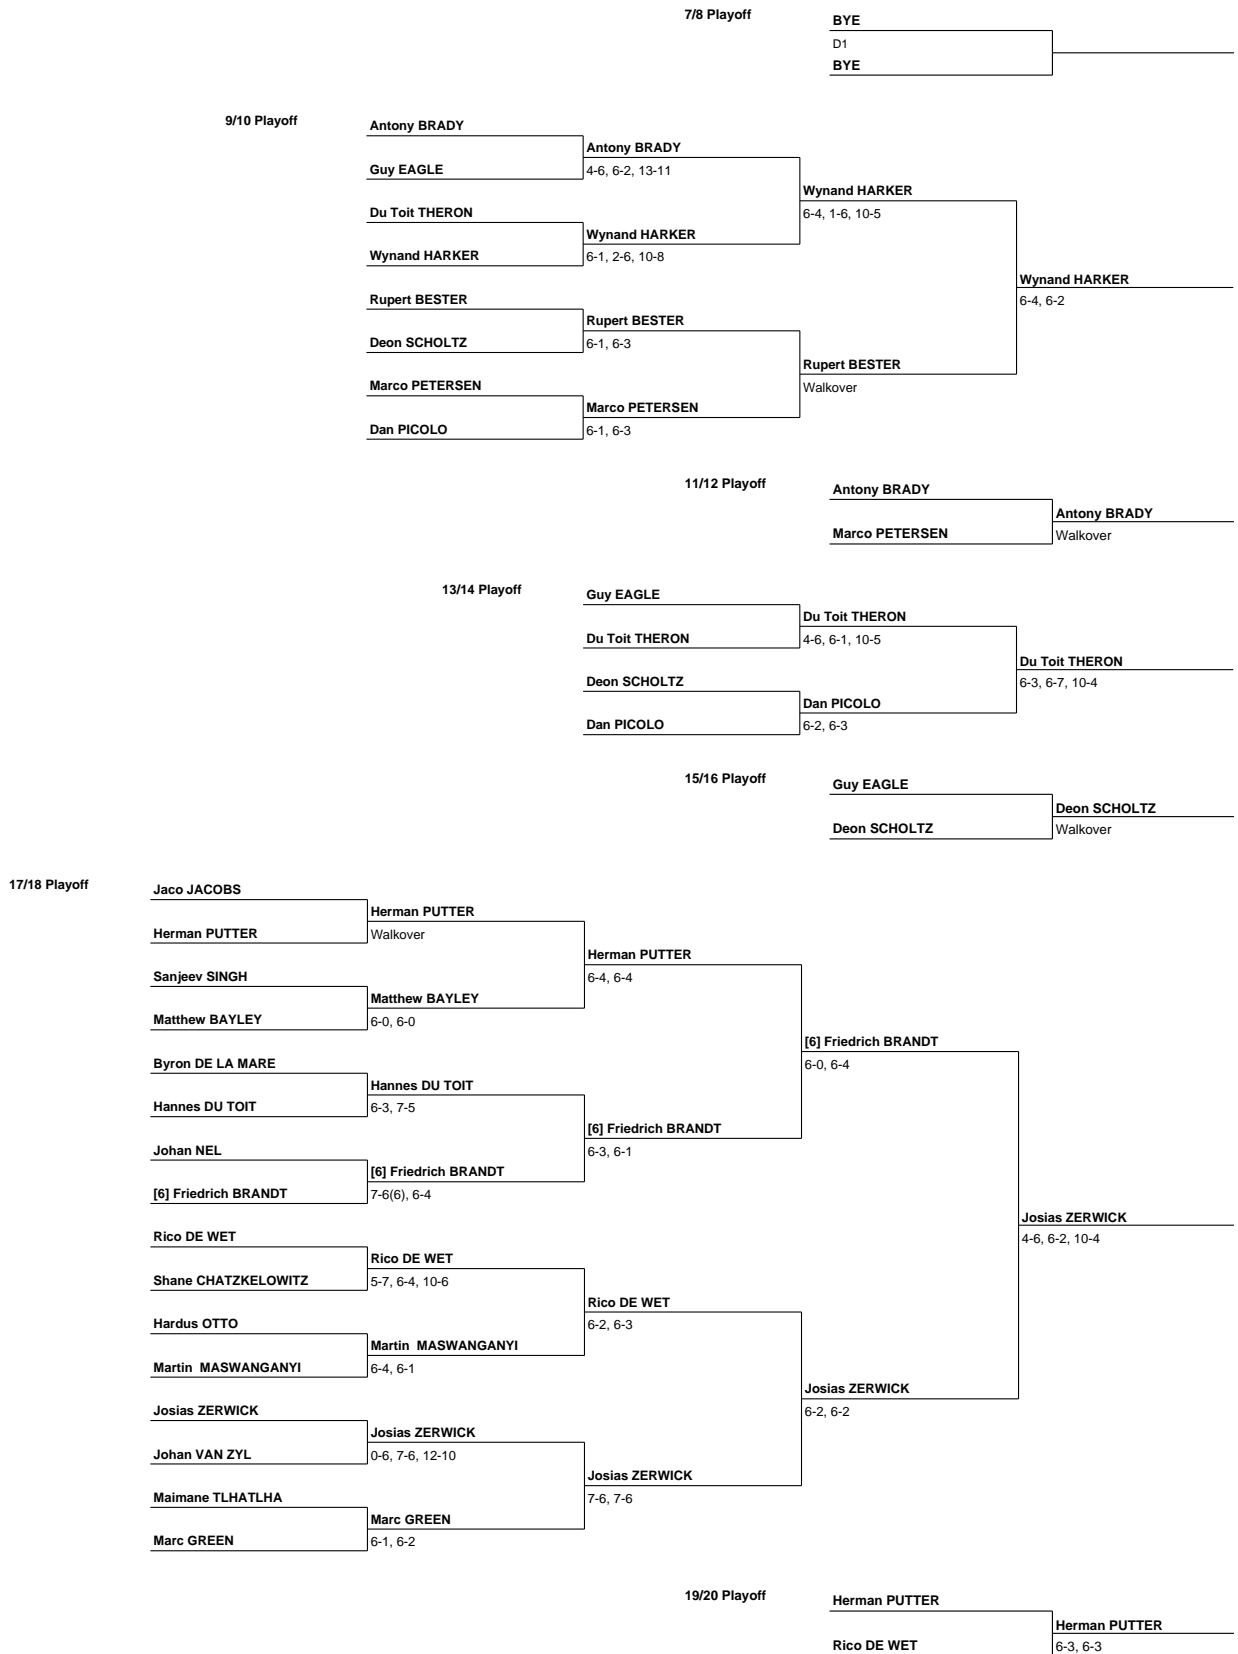 7/8 Playoff
BYE
D1
BYE
9/10 Playoff
Antony BRADY
Antony BRADY
Guy EAGLE
4-6, 6-2, 13-11
Wynand HARKER
Du Toit THERON
6-4, 1-6, 10-5
Wynand HARKER
Wynand HARKER
6-1, 2-6, 10-8
Wynand HARKER
Rupert BESTER
6-4, 6-2
Rupert BESTER
Deon SCHOLTZ
6-1, 6-3
Rupert BESTER
Marco PETERSEN
Walkover
Marco PETERSEN
Dan PICOLO
6-1, 6-3
11/12 Playoff
Antony BRADY
Antony BRADY
Marco PETERSEN
Walkover
13/14 Playoff
Guy EAGLE
Du Toit THERON
Du Toit THERON
4-6, 6-1, 10-5
Du Toit THERON
Deon SCHOLTZ
6-3, 6-7, 10-4
Dan PICOLO
Dan PICOLO
6-2, 6-3
15/16 Playoff
Guy EAGLE
Deon SCHOLTZ
Deon SCHOLTZ
Walkover
17/18 Playoff
Jaco JACOBS
Herman PUTTER
Herman PUTTER
Walkover
Herman PUTTER
Sanjeev SINGH
6-4, 6-4
Matthew BAYLEY
Matthew BAYLEY
6-0, 6-0
[6] Friedrich BRANDT
Byron DE LA MARE
6-0, 6-4
Hannes DU TOIT
Hannes DU TOIT
6-3, 7-5
[6] Friedrich BRANDT
Johan NEL
6-3, 6-1
[6] Friedrich BRANDT
[6] Friedrich BRANDT
7-6(6), 6-4
Josias ZERWICK
Rico DE WET
4-6, 6-2, 10-4
Rico DE WET
Shane CHATZKELOWITZ
5-7, 6-4, 10-6
Rico DE WET
Hardus OTTO
6-2, 6-3
Martin  MASWANGANYI
Martin  MASWANGANYI
6-4, 6-1
Josias ZERWICK
Josias ZERWICK
6-2, 6-2
Josias ZERWICK
Johan VAN ZYL
0-6, 7-6, 12-10
Josias ZERWICK
Maimane TLHATLHA
7-6, 7-6
Marc GREEN
Marc GREEN
6-1, 6-2
19/20 Playoff
Herman PUTTER
Herman PUTTER
Rico DE WET
6-3, 6-3